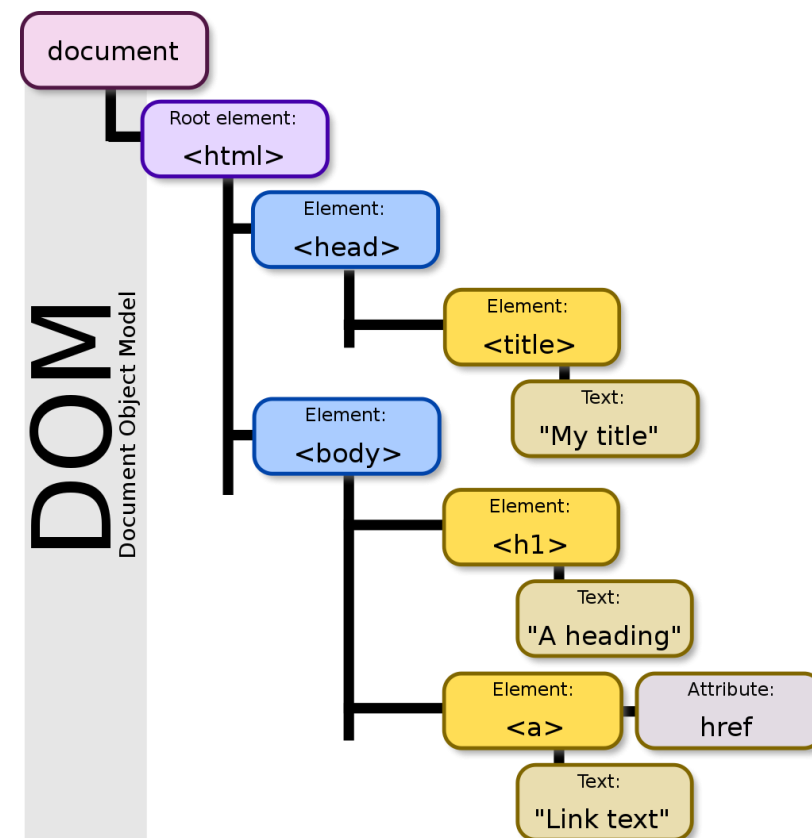 document
Root element:
<html>
Element:
<head>
Element:
<title>
Text:
"My title"
Element:
<body>
Element:
<h1>
Text:
"A heading"
Element:
<a>
Attribute:
href
Text:
"Link text"
DOM
Document Object Model